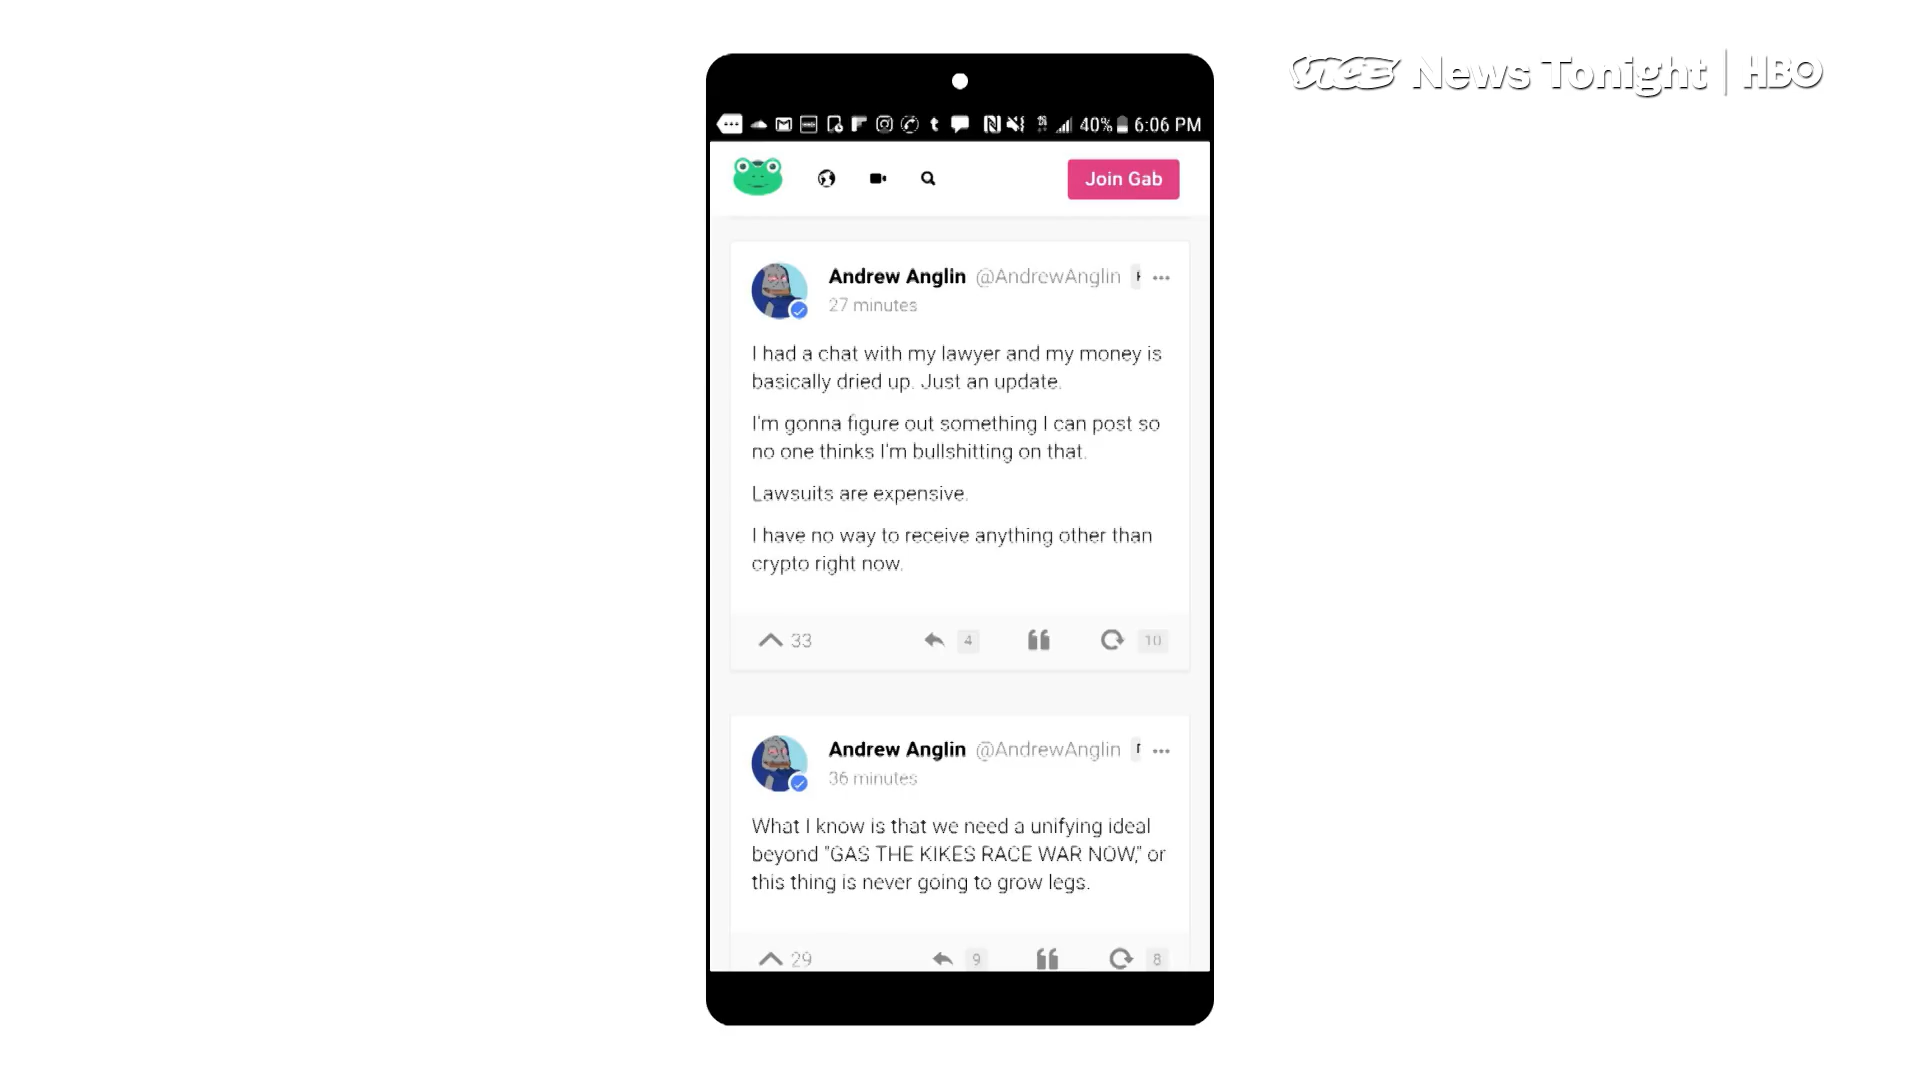 VICE News Tonight | HBO
40% 6:06 PM
Join Gab
Andrew Anglin @AndrewAnglin
27 minutes
I had a chat with my lawyer and my money is
basically dried up. Just an update.
I'm gonna figure out something I can post so
no one thinks I'm bullshitting on that.
Lawsuits are expensive.
I have no way to receive anything other than
crypto right now.
33 4 10
Andrew Anglin @AndrewAnglin
36 minutes
What I know is that we need a unifying ideal
beyond "GAS THE KIKES RACE WAR NOW," or
this thing is never going to grow legs.
29 9 8